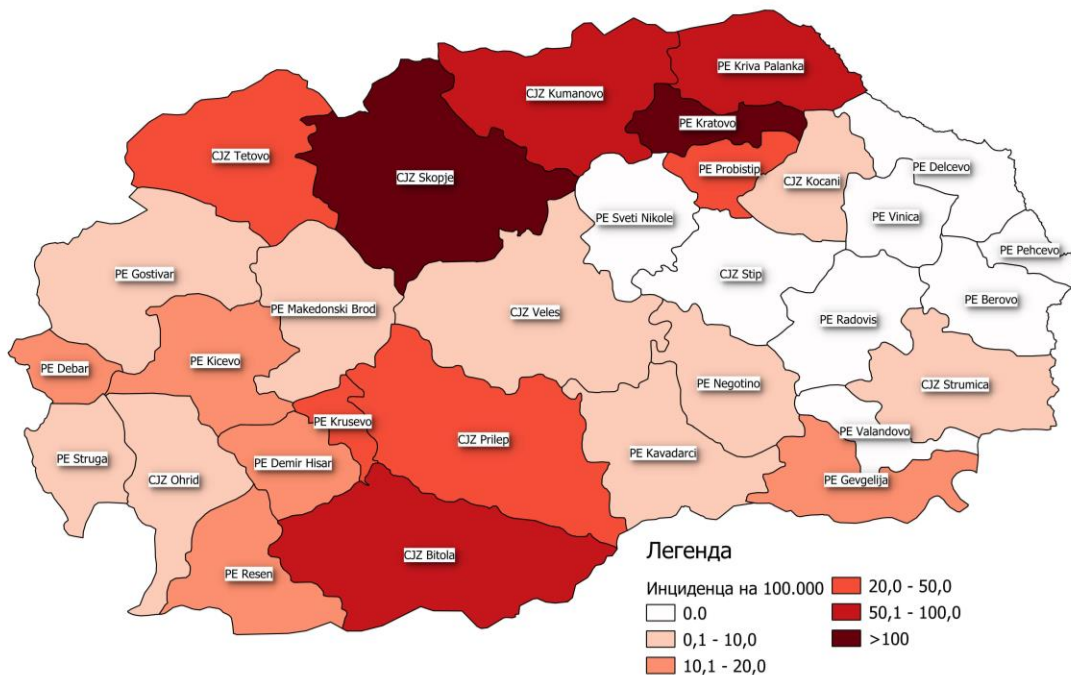 PE Kriva Palanka
CJZ Kumanovo
PE Kratovo
CJZ Tetovo
PE Probistip
PE Delcevo
CJZ Skopje
CJZ Kocani
PE Sveti Nikole
PE Vinica
PE Pehcevo
PE Gostivar
CJZ Stip
PE Berovo
PE Makedonski Brod
CJZ Veles
PE Radovis
PE Debar
PE Kicevo
PE Negotino
CJZ Strumica
PE Krusevo
PE Valandovo
CJZ Prilep
PE Struga
PE Kavadarci
PE Demir Hisar
CJZ Ohrid
PE Gevgelija
CJZ Bitola
PE Resen
Легенда
Инциденца на 100.000
0.0
0,1 - 10,0
10,1 - 20,0
20,0 - 50,0
50,1 - 100,0
>100